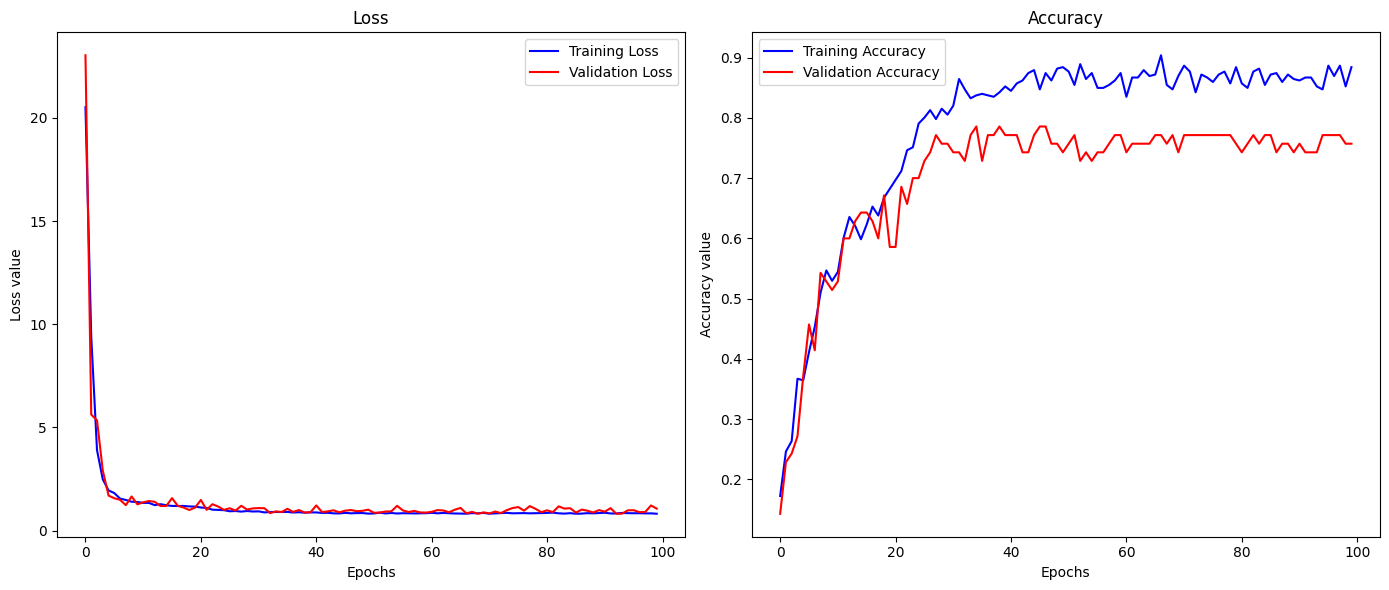 Loss
Training Loss
Validation Loss
Loss value
20
15
10
5
0
0 20 40 60 80 100
Epochs
Accuracy
Training Accuracy
Validation Accuracy
Accuracy value
0.9
0.8
0.7
0.6
0.5
0.4
0.3
0.2
0 20 40 60 80 100
Epochs